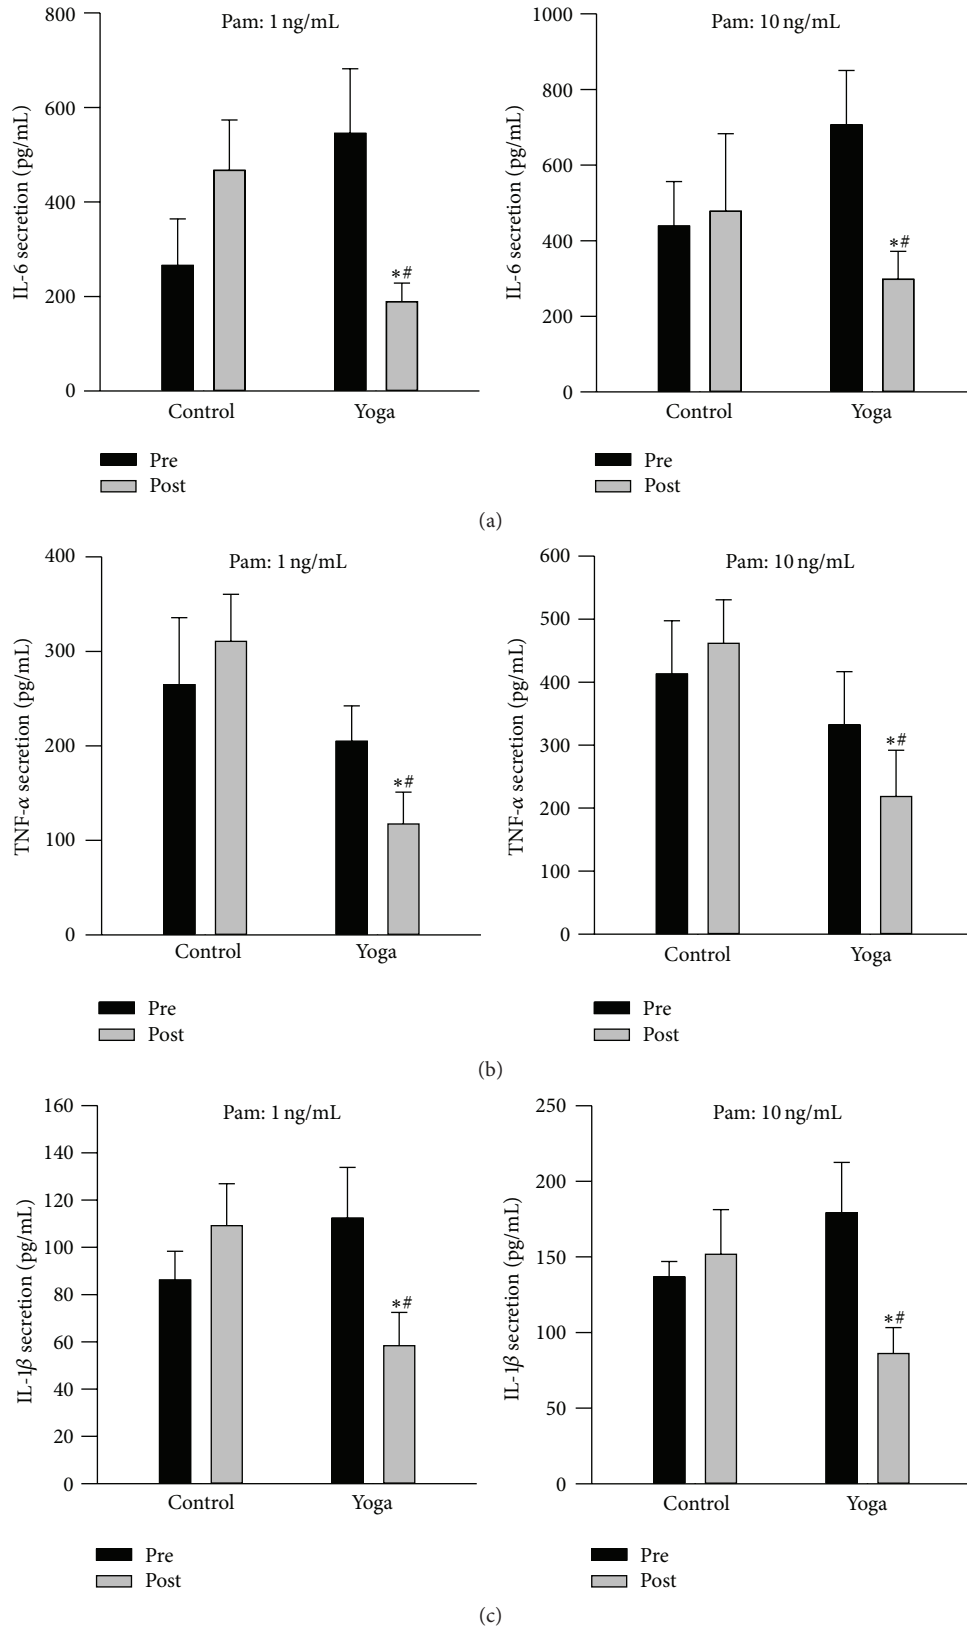 Pam: 1 ng/mL
IL-6 secretion (pg/mL)
800
600
400
200
0
*#
Control Yoga
Pre
Post
Pam: 10 ng/mL
IL-6 secretion (pg/mL)
1000
800
600
400
200
0
*#
Control Yoga
Pre
Post
(a)
Pam: 1 ng/mL
TNF-α secretion (pg/mL)
400
300
200
100
0
*#
Control Yoga
Pre
Post
Pam: 10 ng/mL
TNF-α secretion (pg/mL)
600
500
400
300
200
100
0
*#
Control Yoga
Pre
Post
(b)
Pam: 1 ng/mL
IL-1β secretion (pg/mL)
160
140
120
100
80
60
40
20
0
*#
Control Yoga
Pre
Post
Pam: 10 ng/mL
IL-1β secretion (pg/mL)
250
200
150
100
50
0
*#
Control Yoga
Pre
Post
(c)